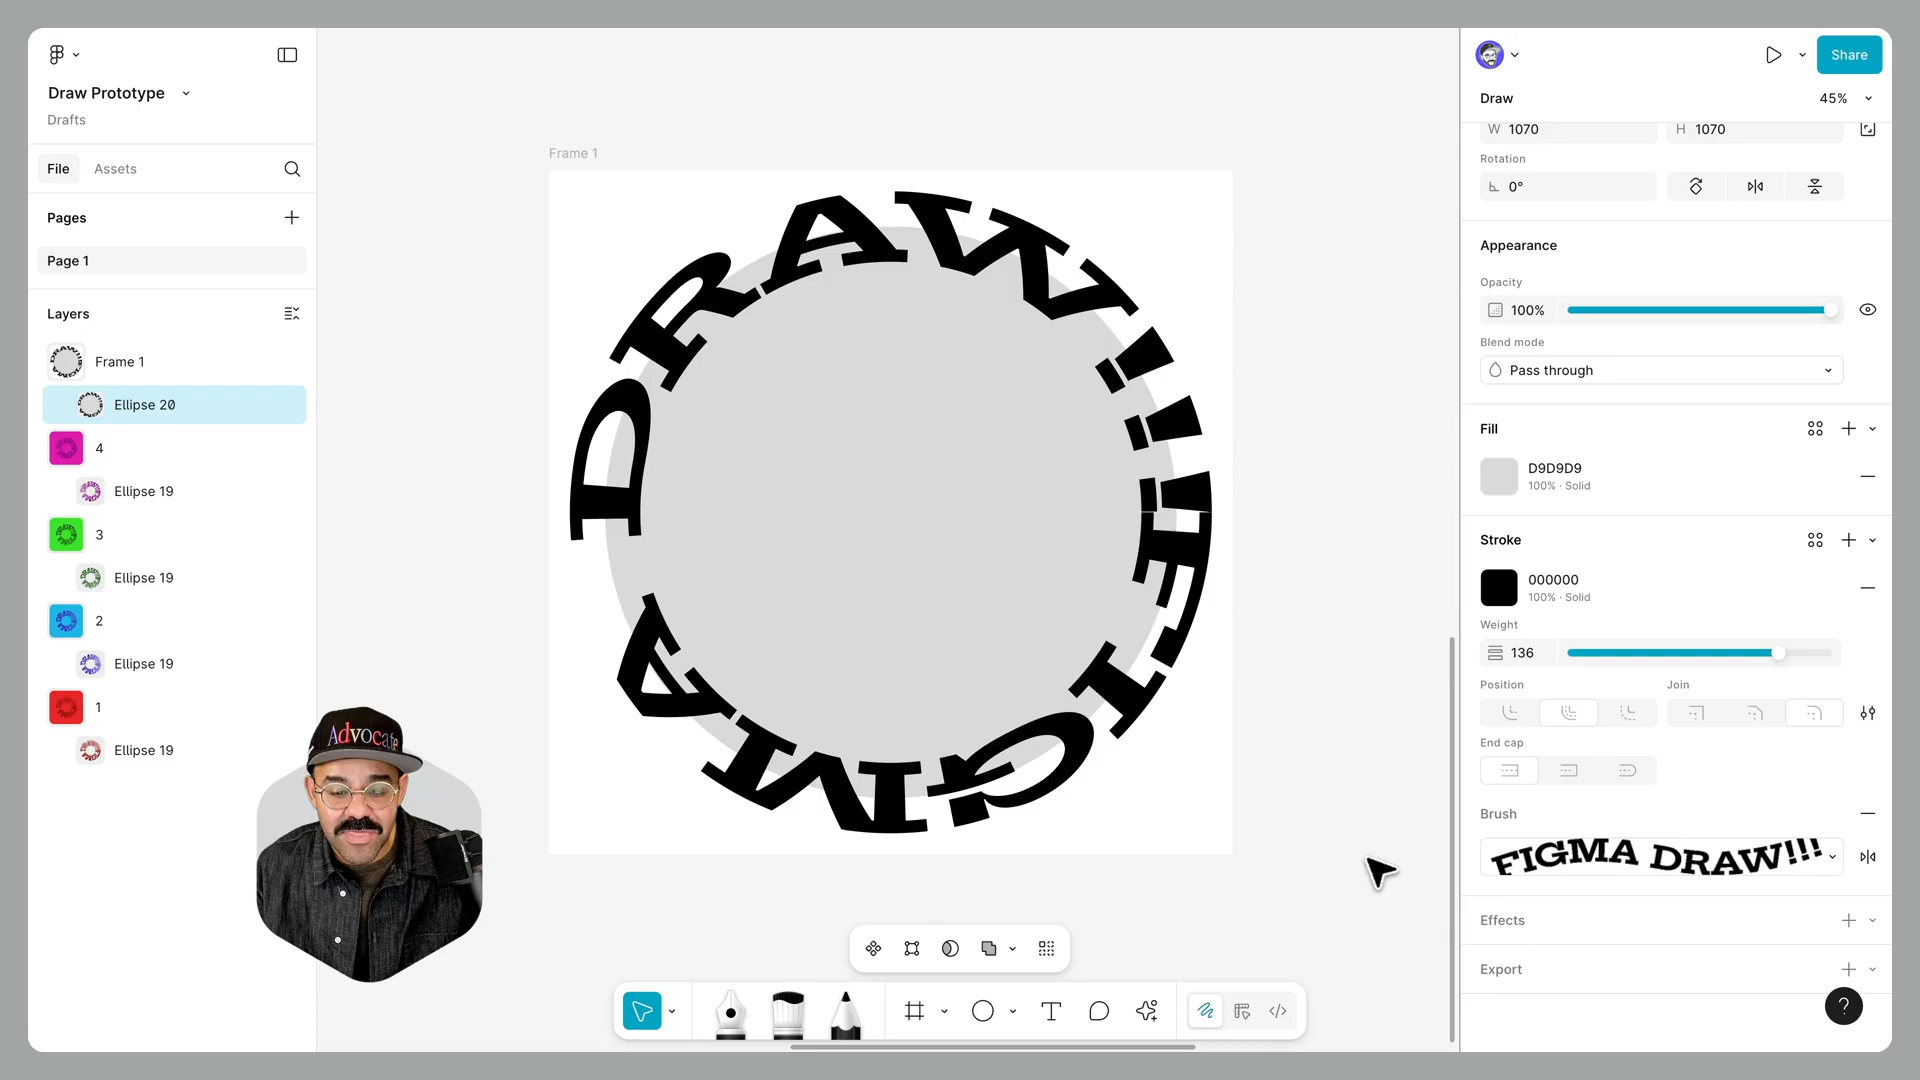 Draw Prototype
Drafts
File
Assets
Pages
Page 1
Layers
Frame 1
Ellipse 20
4
Ellipse 19
3
Ellipse 19
2
Ellipse 19
1
Ellipse 19
Advocate
Frame 1
FIGMA DRAW!!!
Share
Draw
45%
W 1070
H 1070
Rotation
0°
Appearance
Opacity
100%
Blend mode
Pass through
Fill
D9D9D9
100% · Solid
Stroke
000000
100% · Solid
Weight
136
Position
Join
End cap
Brush
FIGMA DRAW!!!
Effects
Export
?